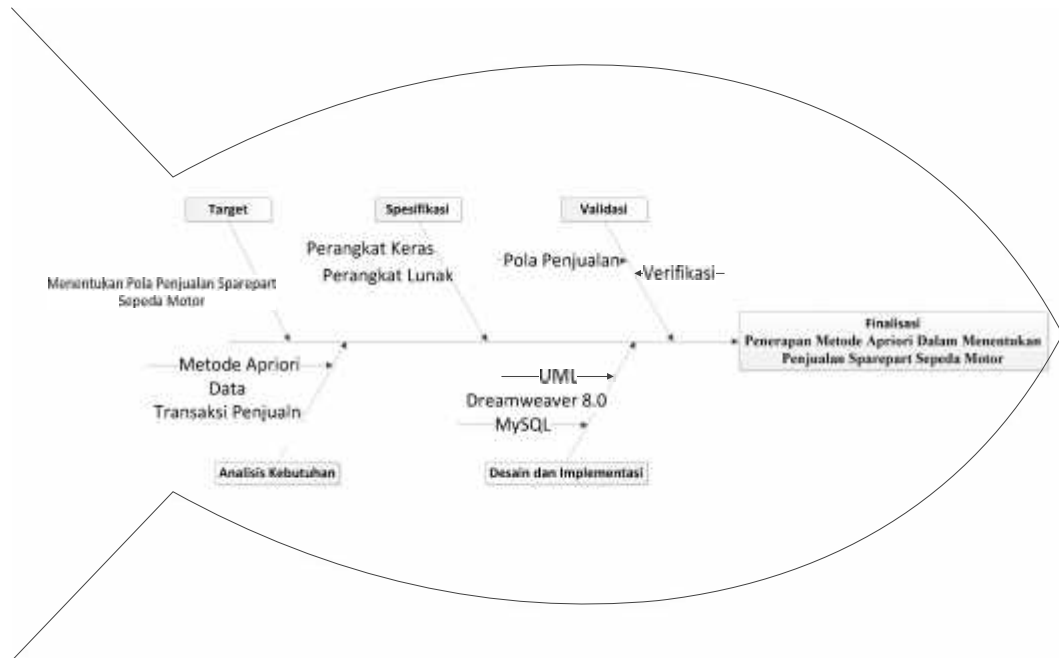 Target
Spesifikasi
Validasi
Perangkat Keras
Perangkat Lunak
Pola Penjualan
Verifikasi
Menentukan Pola Penjualan Sparepart
Sepeda Motor
Finalisasi
Penerapan Metode Apriori Dalam Menentukan
Penjualan Sparepart Sepeda Motor
Metode Apriori
Data
Transaksi Penjualn
UML
Dreamweaver 8.0
MySQL
Analisis Kebutuhan
Desain dan Implementasi